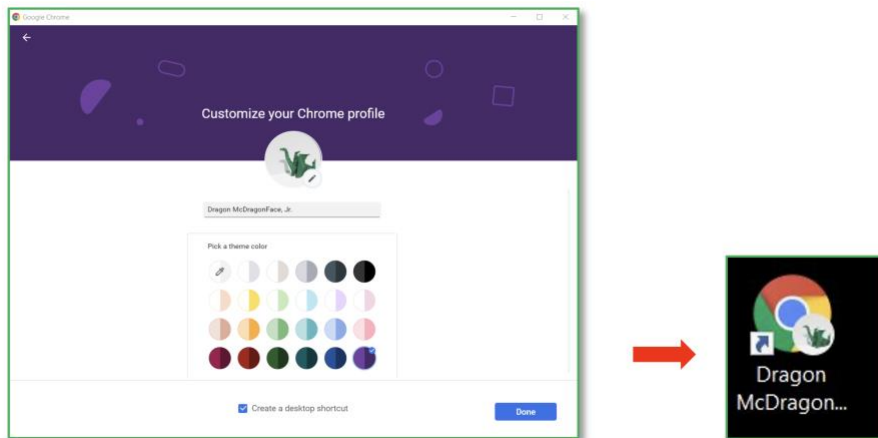 Google Chrome
Customize your Chrome profile
Dragon McDragonFace, Jr.
Pick a theme color
Create a desktop shortcut
Done
Dragon
McDragon...